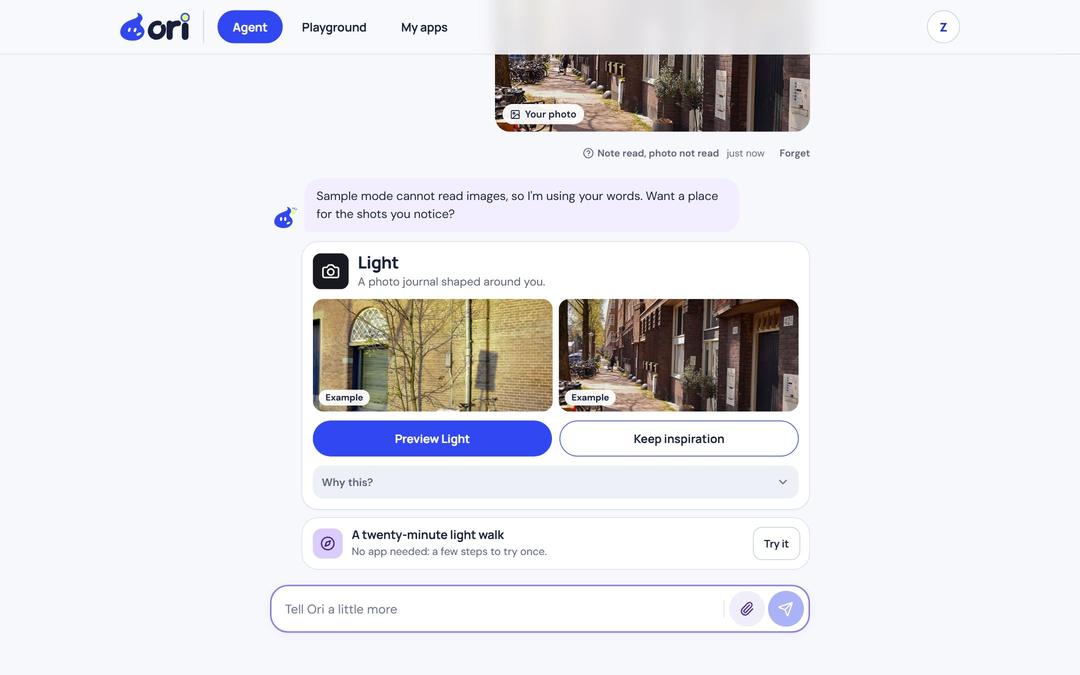 ori
Agent
Playground
My apps
Z
Your photo
Note read, photo not read just now Forget
Sample mode cannot read images, so I'm using your words. Want a place
for the shots you notice?
Light
A photo journal shaped around you.
Example
Example
Preview Light
Keep inspiration
Why this?
A twenty-minute light walk
No app needed: a few steps to try once.
Try it
Tell Ori a little more